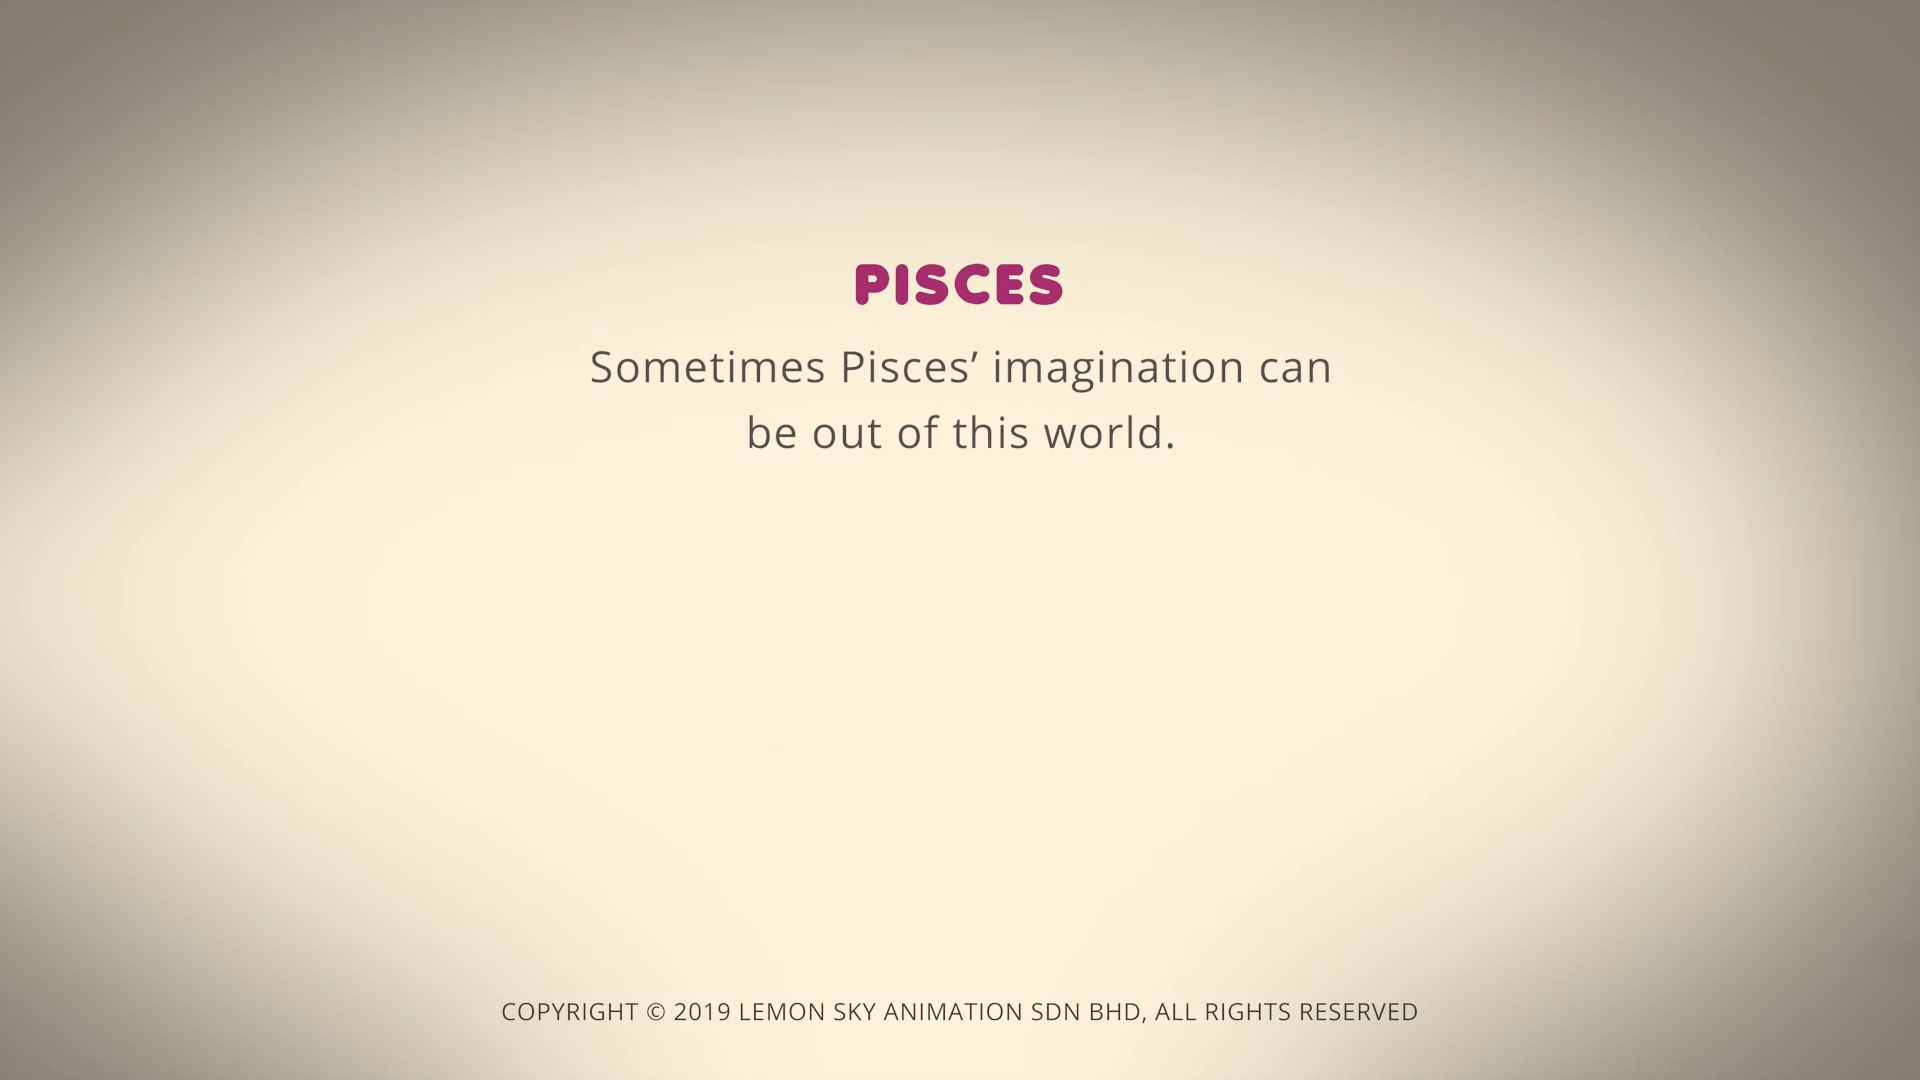 PISCES
Sometimes Pisces’ imagination can
be out of this world.
COPYRIGHT © 2019 LEMON SKY ANIMATION SDN BHD, ALL RIGHTS RESERVED